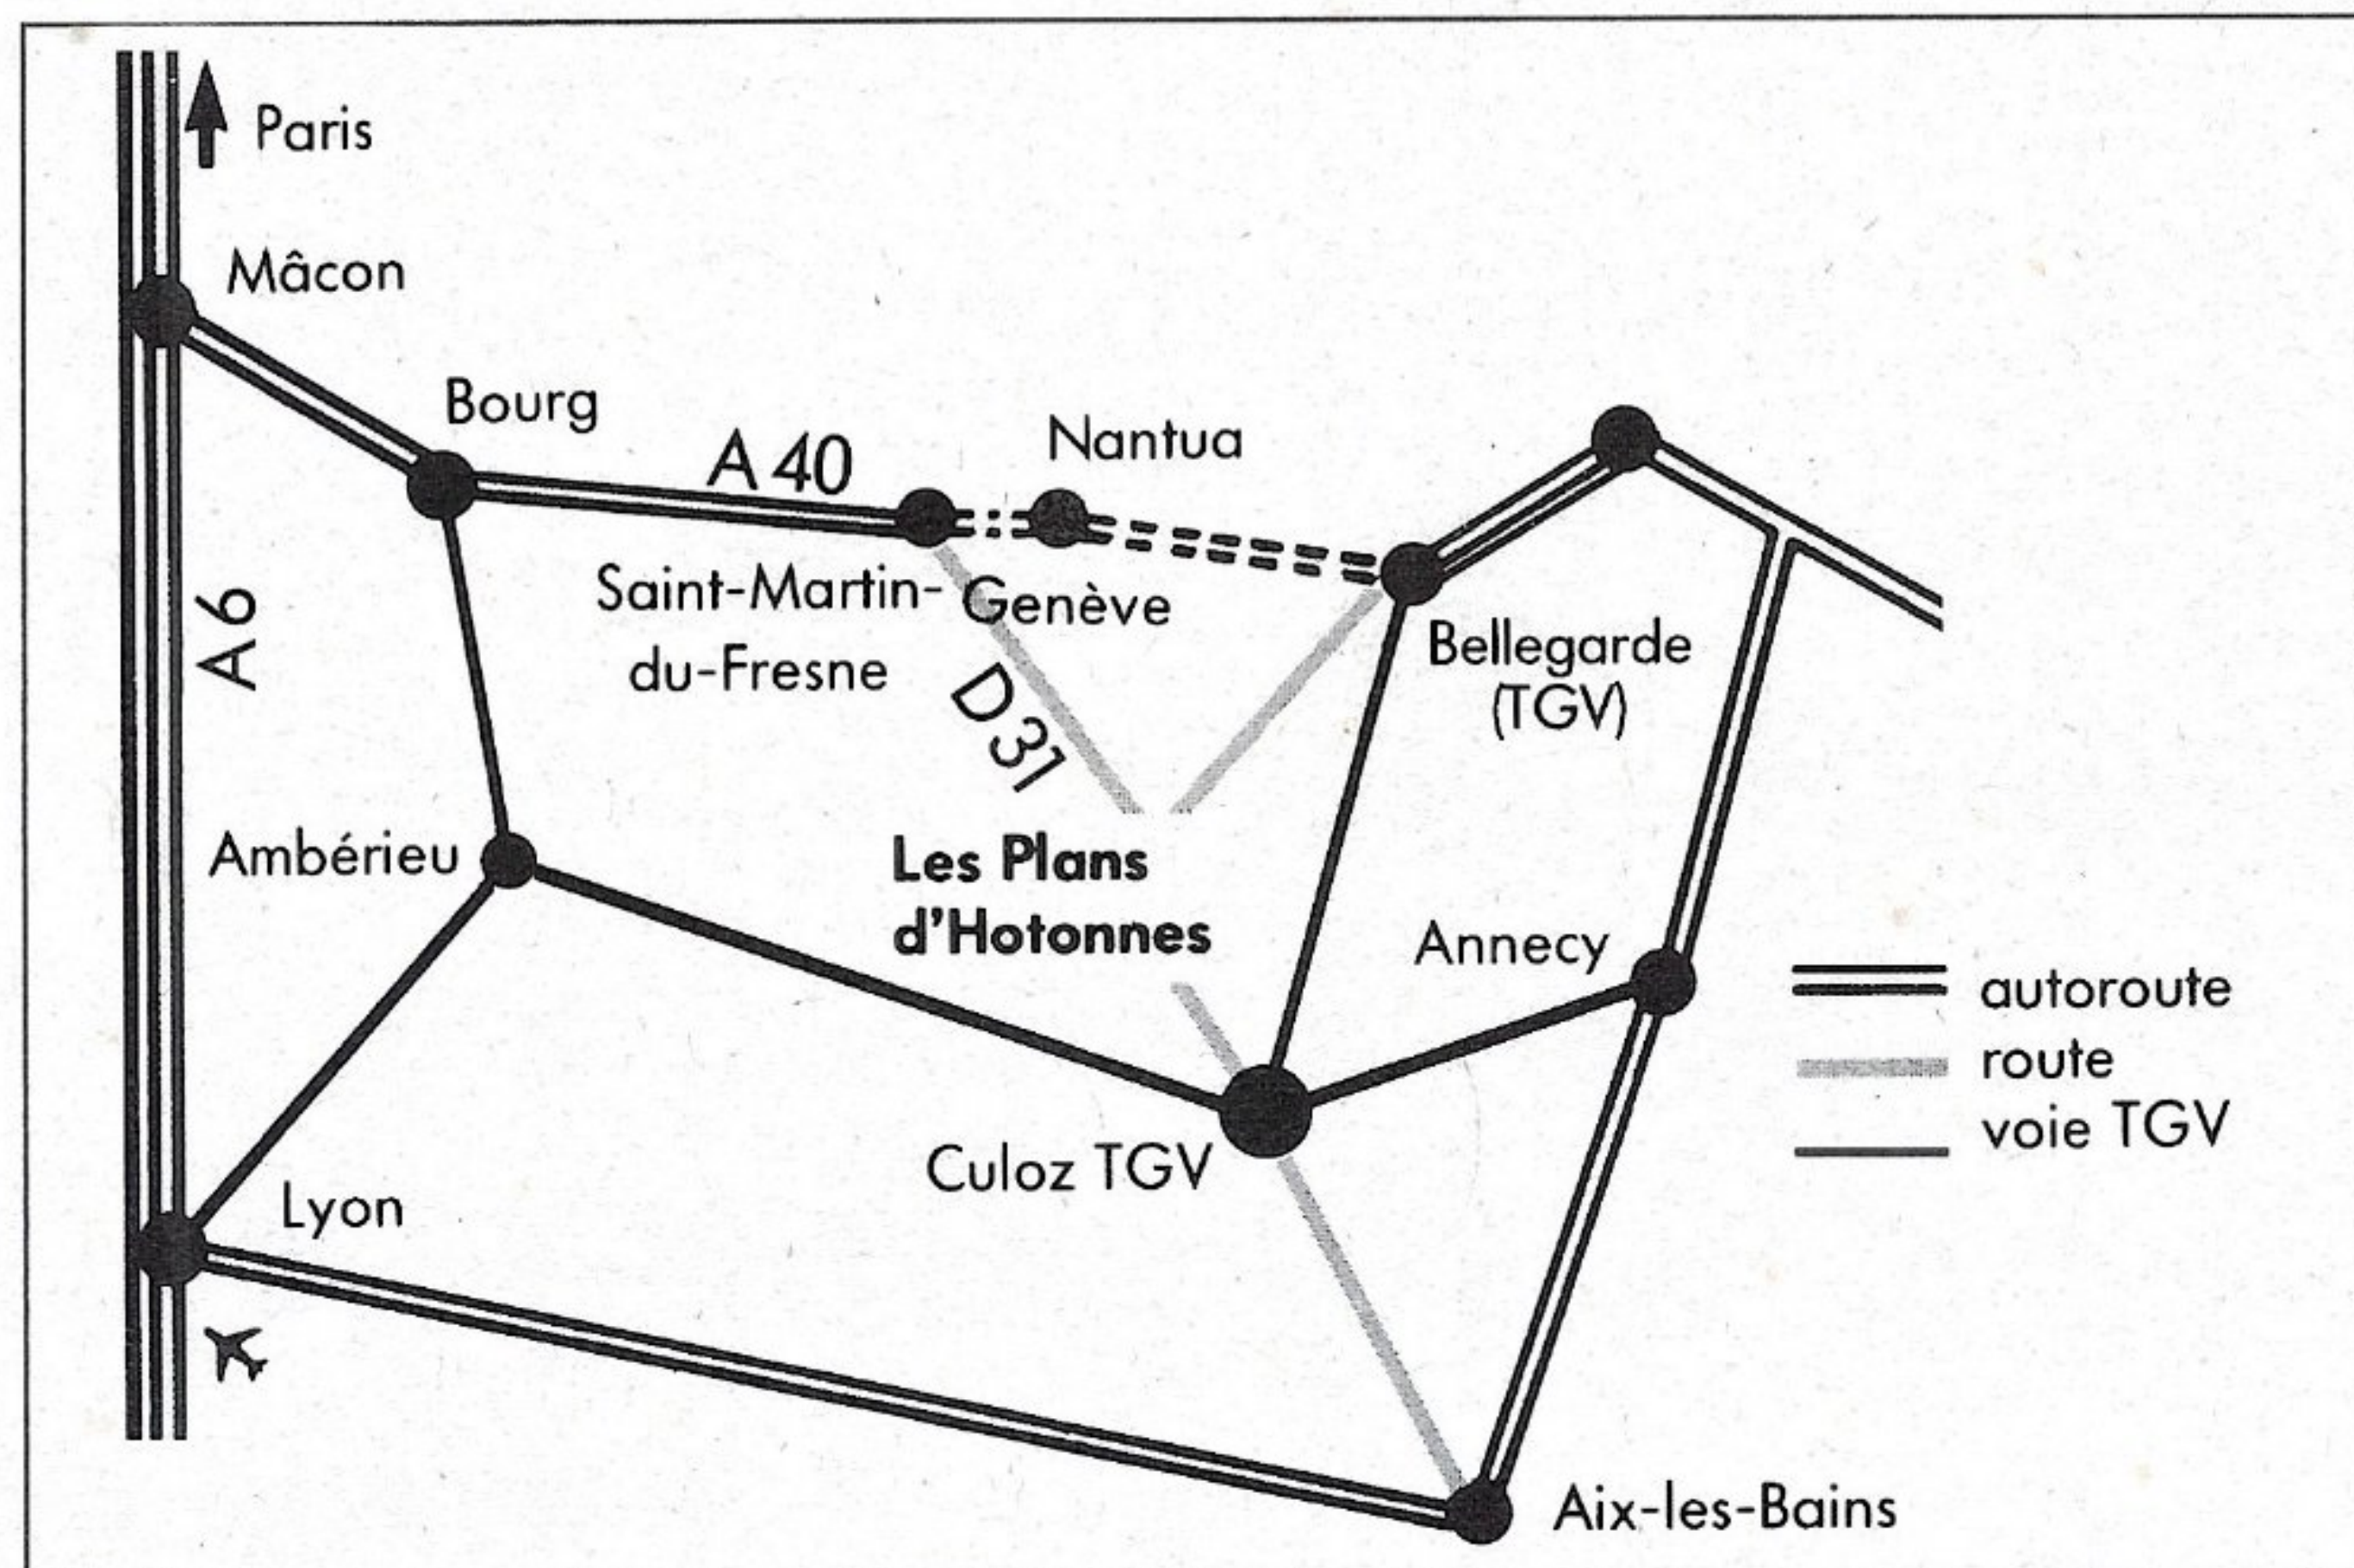 Paris
Mâcon
Bourg
A 40
Nantua
A 6
Saint-Martin-
du-Fresne
Genève
D 31
Bellegarde
(TGV)
Ambérieu
Les Plans
d'Hotonnes
Annecy
autoroute
route
voie TGV
Culoz TGV
Lyon
Aix-les-Bains